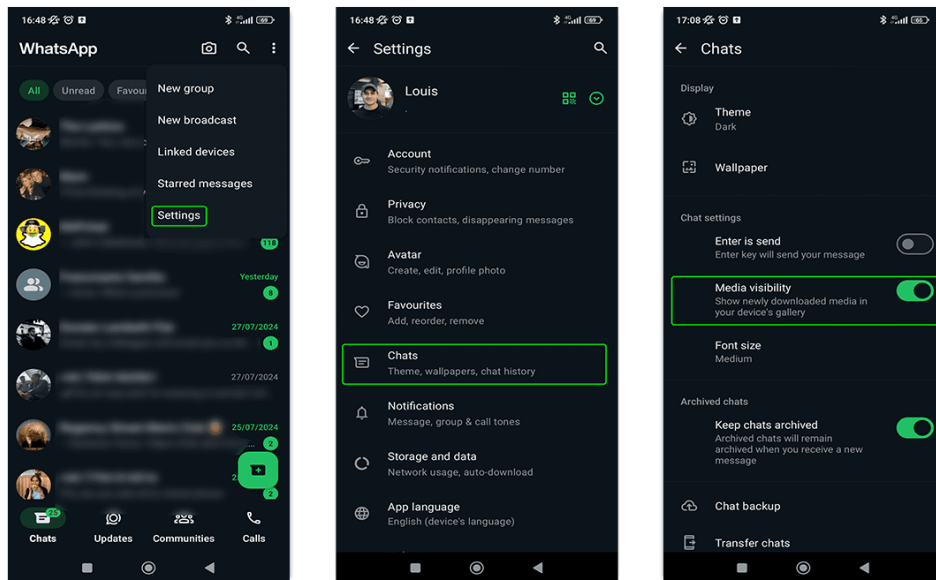 16:48
69
WhatsApp
All
Unread
Favou
New group
New broadcast
Linked devices
Starred messages
Settings
118
Yesterday
8
27/07/2024
1
27/07/2024
25/07/2024
2
2
2
25
Chats
Updates
Communities
Calls
16:48
4G
69
Settings
Louis
.
Account
Security notifications, change number
Privacy
Block contacts, disappearing messages
Avatar
Create, edit, profile photo
Favourites
Add, reorder, remove
Chats
Theme, wallpapers, chat history
Notifications
Message, group & call tones
Storage and data
Network usage, auto-download
App language
English (device's language)
17:08
4G
66
Chats
Display
Theme
Dark
Wallpaper
Chat settings
Enter is send
Enter key will send your message
Media visibility
Show newly downloaded media in
your device's gallery
Font size
Medium
Archived chats
Keep chats archived
Archived chats will remain
archived when you receive a new
message
Chat backup
Transfer chats